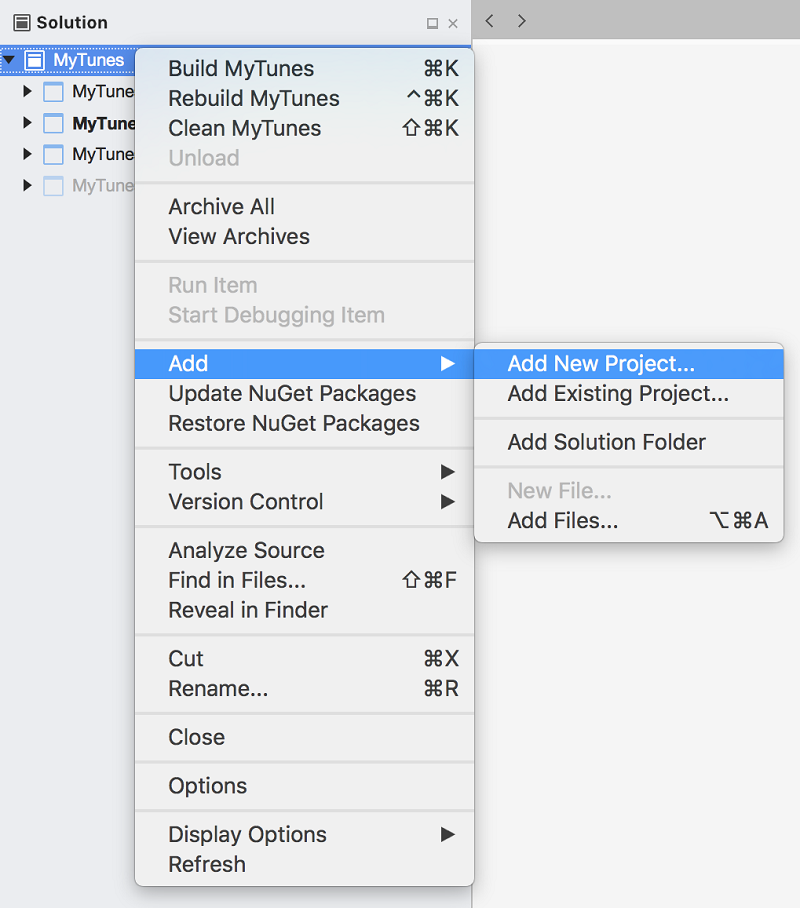 Solution
MyTunes
MyTune
MyTune
MyTune
MyTune
Build MyTunes ⌘K
Rebuild MyTunes ^⌘K
Clean MyTunes ⇧⌘K
Unload
Archive All
View Archives
Run Item
Start Debugging Item
Add
Update NuGet Packages
Restore NuGet Packages
Tools
Version Control
Analyze Source
Find in Files... ⇧⌘F
Reveal in Finder
Cut ⌘X
Rename... ⌘R
Close
Options
Display Options
Refresh
Add New Project...
Add Existing Project...
Add Solution Folder
New File...
Add Files... ⌥⌘A